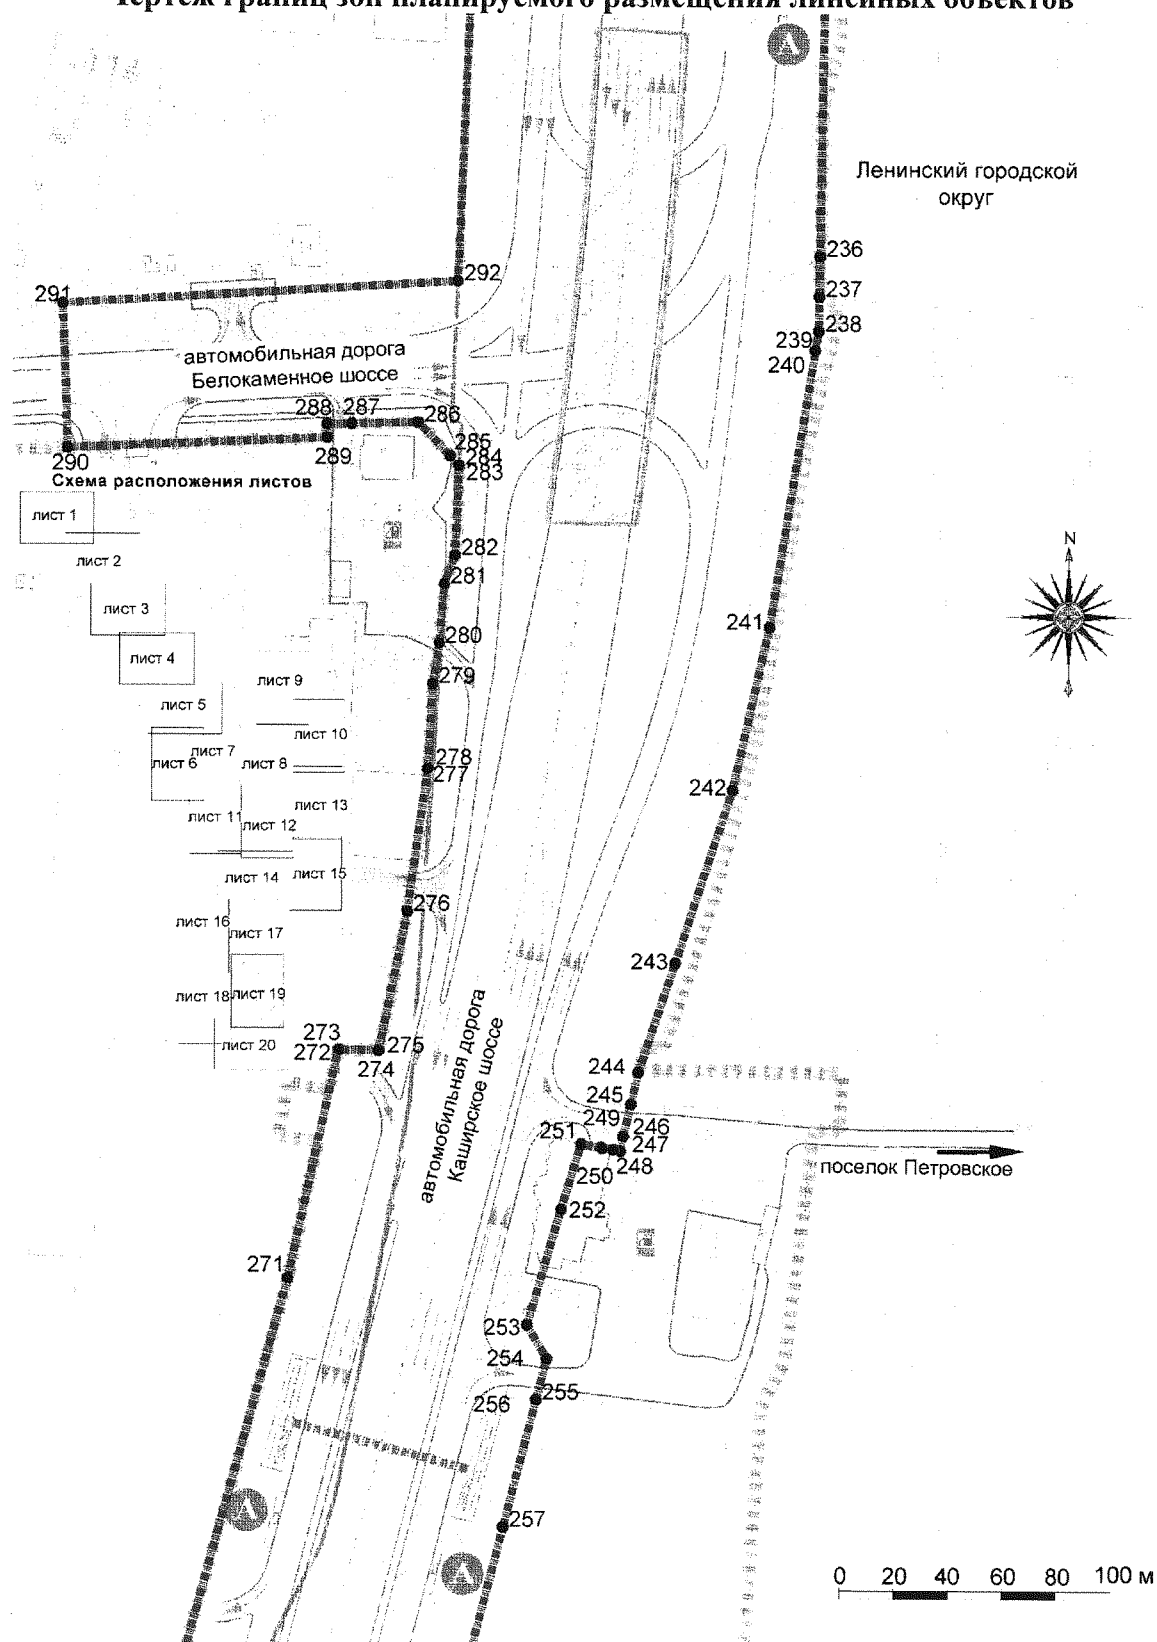 Чертеж границ зон планируемого размещения линейных объектов
А
Ленинский городской
округ
236
237
238
239
240
292
291
автомобильная дорога
Белокаменное шоссе
288
287
286
285
284
283
289
290
Схема расположения листов
лист 1
лист 2
лист 3
лист 4
лист 5
лист 6
лист 7
лист 8
лист 9
лист 10
лист 11
лист 12
лист 13
лист 14
лист 15
лист 16
лист 17
лист 18
лист 19
лист 20
282
281
280
279
278
277
276
275
274
273
272
271
N
241
242
243
244
245
246
247
248
249
250
251
252
253
254
255
256
257
автомобильная дорога
Каширское шоссе
поселок Петровское
А
А
0 20 40 60 80 100 м